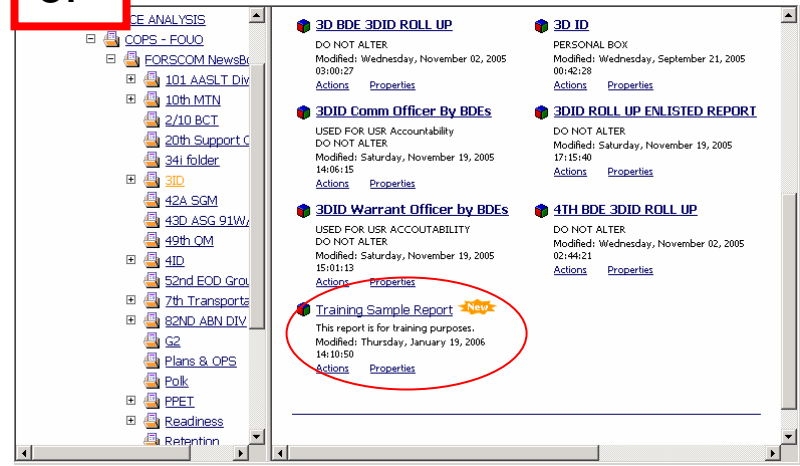 CE ANALYSIS
COPS - FOUO
FORSCOM NewsBo
101 AASLT Div
10th MTN
2/10 BCT
20th Support C
34i folder
3ID
42A SGM
43D ASG 91W/
49th QM
4ID
52nd EOD Grou
7th Transporta
82ND ABN DIV
G2
Plans & OPS
Polk
PPET
Readiness
Retention
3D BDE 3DID ROLL UP
DO NOT ALTER
Modified: Wednesday, November 02, 2005
03:00:27
Actions Properties
3D ID
PERSONAL BOX
Modified: Wednesday, September 21, 2005
00:42:28
Actions Properties
3DID Comm Officer By BDEs
USED FOR USR Accountability
DO NOT ALTER
Modified: Saturday, November 19, 2005
14:06:15
Actions Properties
3DID ROLL UP ENLISTED REPORT
DO NOT ALTER
Modified: Saturday, November 19, 2005
17:15:40
Actions Properties
3DID Warrant Officer by BDEs
USED FOR USR ACCOUTABILITY
DO NOT ALTER
Modified: Saturday, November 19, 2005
15:01:13
Actions Properties
4TH BDE 3DID ROLL UP
DO NOT ALTER
Modified: Wednesday, November 02, 2005
02:44:21
Actions Properties
Training Sample Report New
This report is for training purposes.
Modified: Thursday, January 19, 2006
14:10:50
Actions Properties